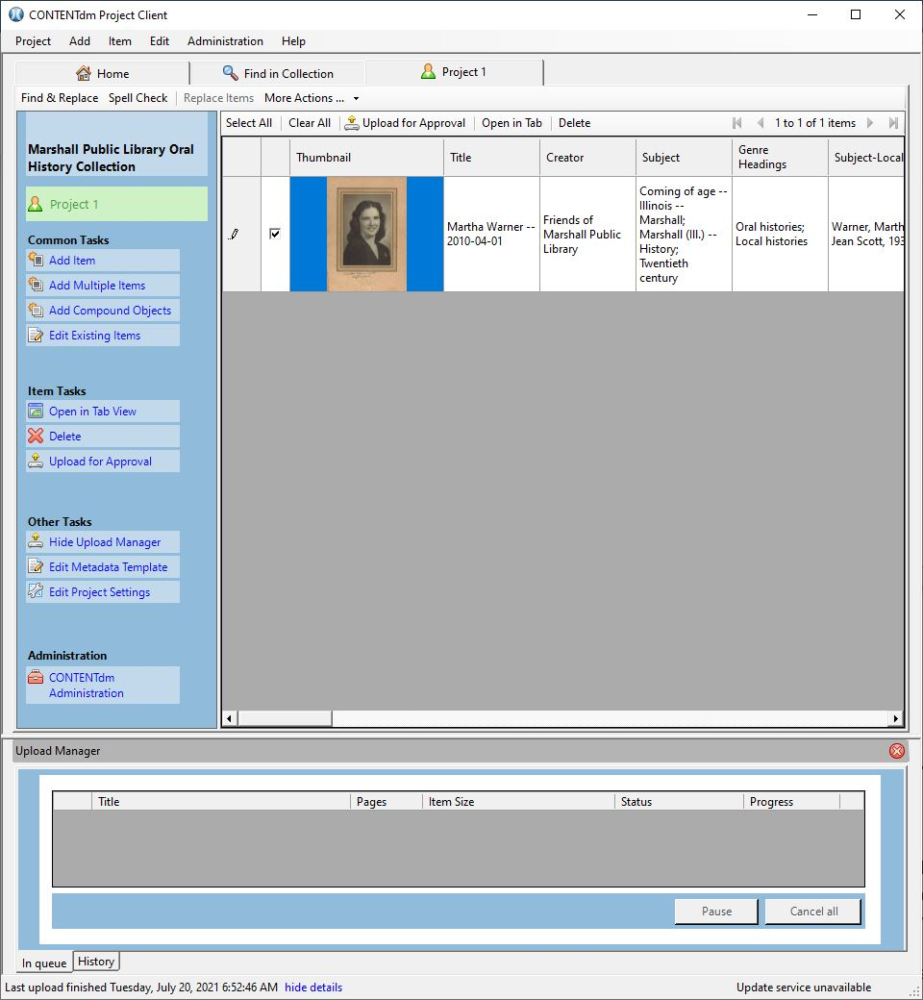 CONTENTdm Project Client
Project Add Item Edit Administration Help
Home Find in Collection Project 1
Find & Replace Spell Check Replace Items More Actions ...
Marshall Public Library Oral
History Collection
Project 1
Common Tasks
Add Item
Add Multiple Items
Add Compound Objects
Edit Existing Items
Item Tasks
Open in Tab View
Delete
Upload for Approval
Other Tasks
Hide Upload Manager
Edit Metadata Template
Edit Project Settings
Administration
CONTENTdm
Administration
Select All Clear All Upload for Approval Open in Tab Delete 1 to 1 of 1 items
Thumbnail
Title
Creator
Subject
Genre
Headings
Subject-Local
Martha Warner --
2010-04-01
Friends of
Marshall Public
Library
Coming of age --
Illinois --
Marshall;
Marshall (Ill.) --
History;
Twentieth
century
Oral histories;
Local histories
Warner, Marth
Jean Scott, 193
Upload Manager
Title Pages Item Size Status Progress
Pause Cancel all
In queue History
Last upload finished Tuesday, July 20, 2021 6:52:46 AM hide details Update service unavailable